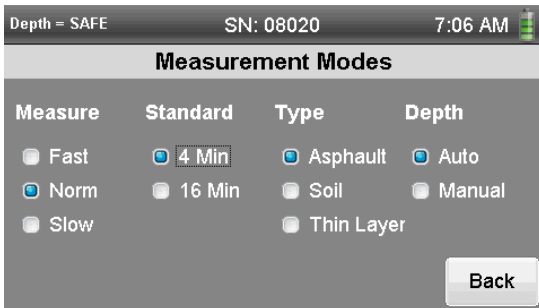 Depth = SAFE SN: 08020 7:06 AM
Measurement Modes
Measure Standard Type Depth
Fast 4 Min Asphault Auto
Norm 16 Min Soil Manual
Slow Thin Layer
Back